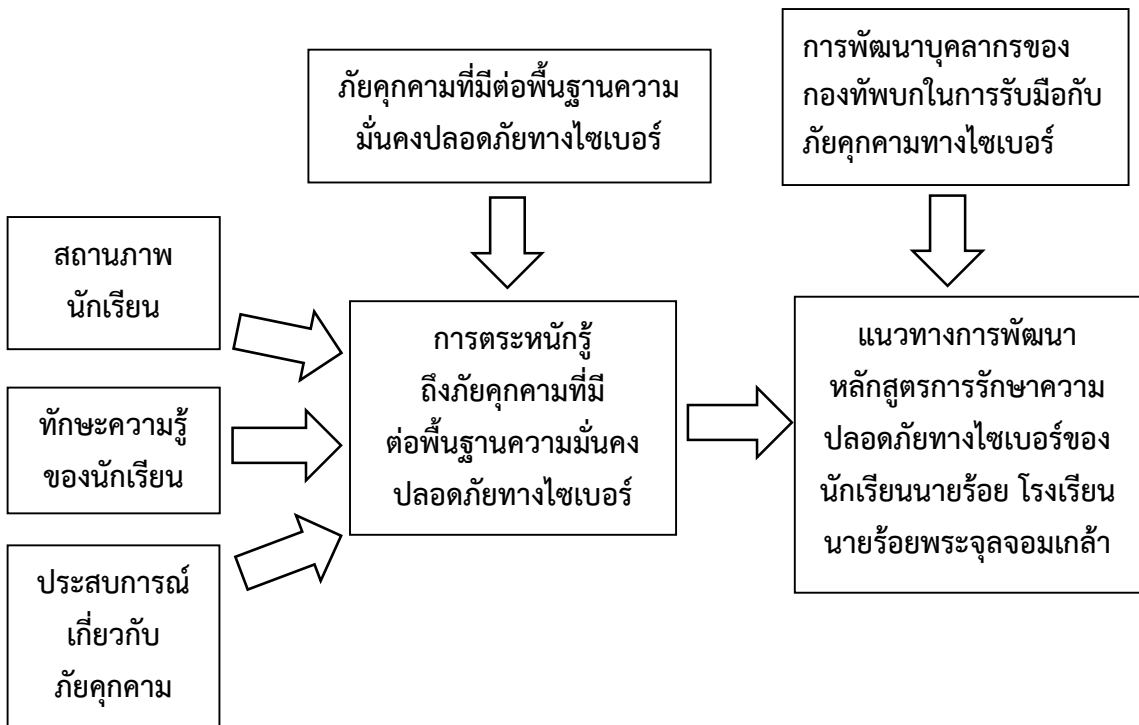 ภัยคุกคามที่มีต่อพื้นฐานความ
มั่นคงปลอดภัยทางไซเบอร์
การพัฒนาบุคลากรของ
กองทัพบกในการรับมือกับ
ภัยคุกคามทางไซเบอร์
สถานภาพ
นักเรียน
ทักษะความรู้
ของนักเรียน
ประสบการณ์
เกี่ยวกับ
ภัยคุกคาม
การตระหนักรู้
ถึงภัยคุกคามที่มี
ต่อพื้นฐานความมั่นคง
ปลอดภัยทางไซเบอร์
แนวทางการพัฒนา
หลักสูตรการรักษาความ
ปลอดภัยทางไซเบอร์ของ
นักเรียนนายร้อย โรงเรียน
นายร้อยพระจุลจอมเกล้า